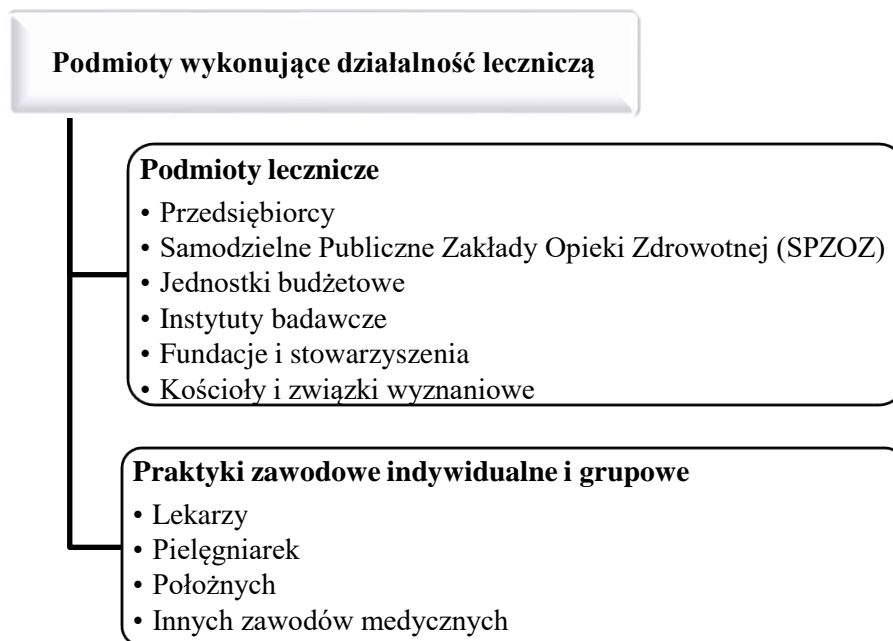 Podmioty wykonujące działalność leczniczą
Podmioty lecznicze
• Przedsiębiorcy
• Samodzielne Publiczne Zakłady Opieki Zdrowotnej (SPZOZ)
• Jednostki budżetowe
• Instytuty badawcze
• Fundacje i stowarzyszenia
• Kościoły i związki wyznaniowe
Praktyki zawodowe indywidualne i grupowe
• Lekarzy
• Pielęgniarek
• Położnych
• Innych zawodów medycznych